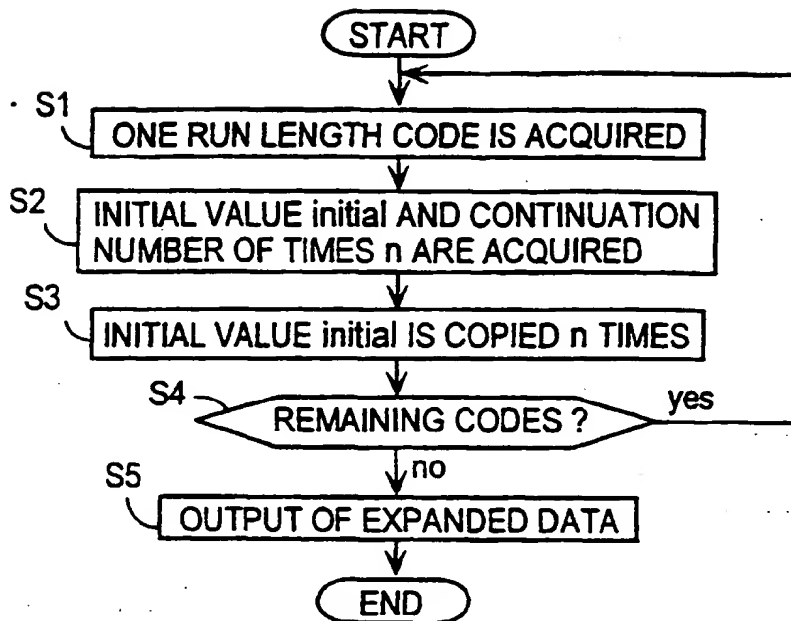 START
S1
ONE RUN LENGTH CODE IS ACQUIRED
S2
INITIAL VALUE initial AND CONTINUATION
NUMBER OF TIMES n ARE ACQUIRED
S3
INITIAL VALUE initial IS COPIED n TIMES
S4
REMAINING CODES ?
yes
no
S5
OUTPUT OF EXPANDED DATA
END